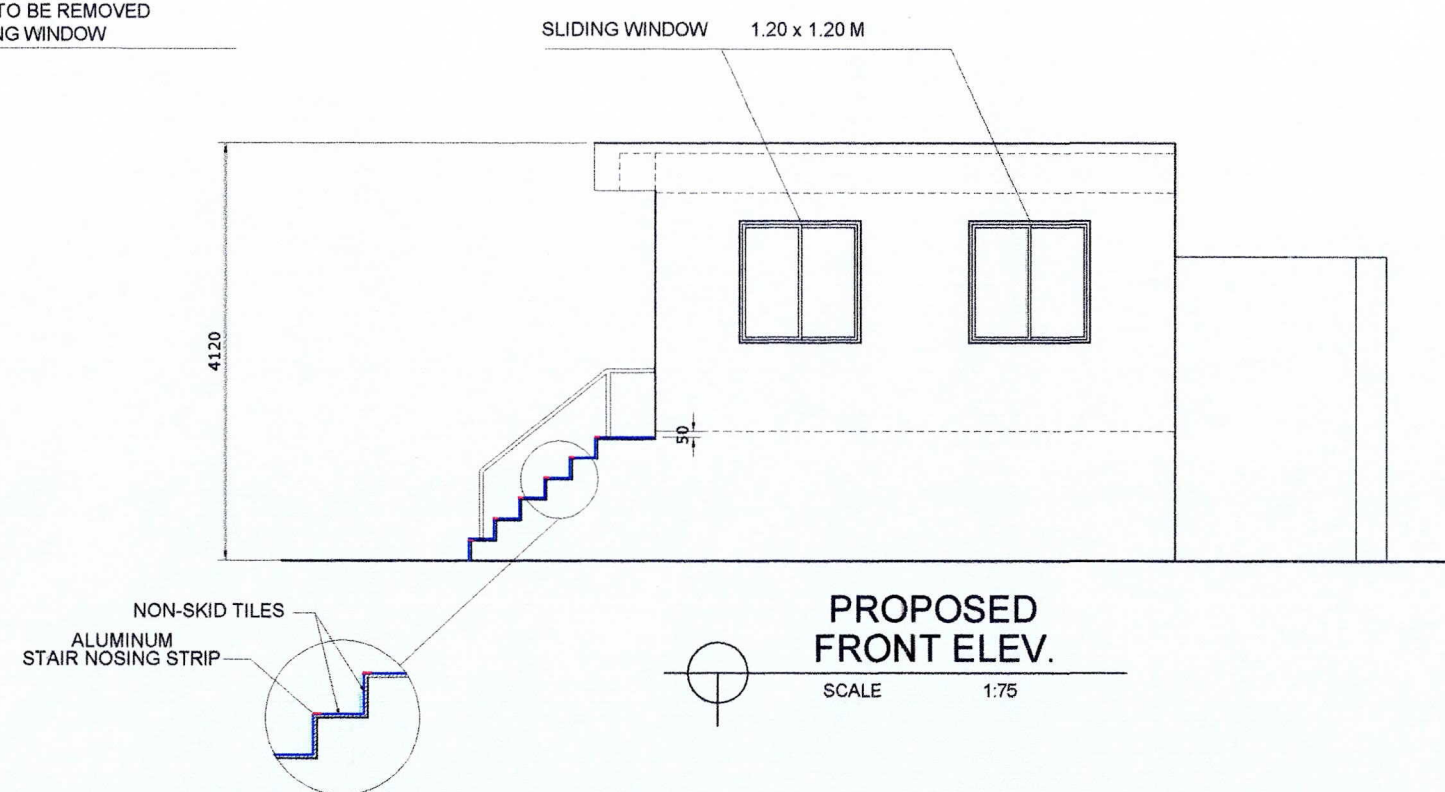 TO BE REMOVED
NG WINDOW
SLIDING WINDOW 1.20 x 1.20 M
4120
50
NON-SKID TILES
ALUMINUM
STAIR NOSING STRIP
PROPOSED
FRONT ELEV.
SCALE 1:75